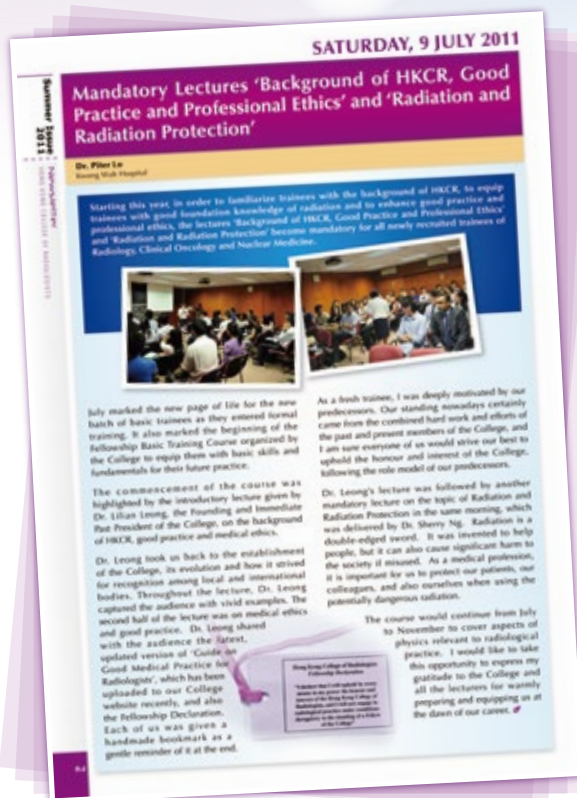 SATURDAY, 9 JULY 2011
Summer Issue
2011
Newsletter
HONG KONG COLLEGE OF RADIOLOGISTS
Mandatory Lectures ‘Background of HKCR, Good
Practice and Professional Ethics’ and ‘Radiation and
Radiation Protection’
Dr. Piler Lo
Kwong Wah Hospital
Starting this year, in order to familiarize trainees with the background of HKCR, to equip
trainees with good foundation knowledge of radiation and to enhance good practice and
professional ethics, the lectures ‘Background of HKCR, Good Practice and Professional Ethics’
and ‘Radiation and Radiation Protection’ become mandatory for all newly recruited trainees of
Radiology, Clinical Oncology and Nuclear Medicine.
July marked the new page of life for the new
batch of basic trainees as they entered formal
training. It also marked the beginning of the
Fellowship Basic Training Course organized by
the College to equip them with basic skills and
fundamentals for their future practice.
The commencement of the course was
highlighted by the introductory lecture given by
Dr. Lilian Leong, the Founding and Immediate
Past President of the College, on the background
of HKCR, good practice and medical ethics.
Dr. Leong took us back to the establishment
of the College, its evolution and how it strived
for recognition among local and international
bodies. Throughout the lecture, Dr. Leong
captured the audience with vivid examples. The
second half of the lecture was on medical ethics
and good practice. Dr. Leong shared
with the audience the latest,
updated version of ‘Guide on
Good Medical Practice for
Radiologists’, which has been
uploaded to our College
website recently, and also
the Fellowship Declaration.
Each of us was given a
handmade bookmark as a
gentle reminder of it at the end.
As a fresh trainee, I was deeply motivated by our
predecessors. Our standing nowadays certainly
came from the combined hard work and efforts of
the past and present members of the College, and
I am sure everyone of us would strive our best to
uphold the honour and interest of the College,
following the role model of our predecessors.
Dr. Leong's lecture was followed by another
mandatory lecture on the topic of Radiation and
Radiation Protection in the same morning, which
was delivered by Dr. Sherry Ng. Radiation is a
double-edged sword. It was invented to help
people, but it can also cause significant harm to
the society if misused. As a medical profession,
it is important for us to protect our patients, our
colleagues, and also ourselves when using the
potentially dangerous radiation.
The course would continue from July
to November to cover aspects of
physics relevant to radiological
practice. I would like to take
this opportunity to express my
gratitude to the College and
all the lecturers for warmly
preparing and equipping us at
the dawn of our career.
Hong Kong College of Radiologists
Fellowship Declaration